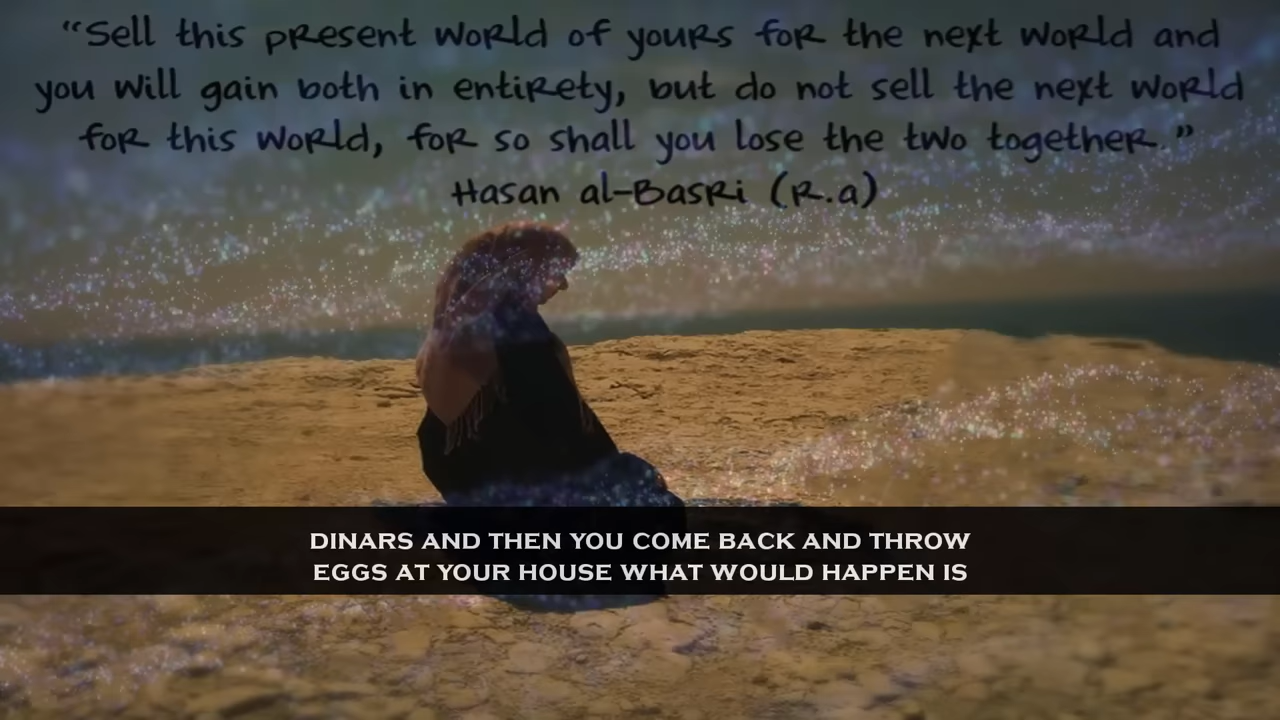 “Sell this present world of yours for the next world and
you will gain both in entirety, but do not sell the next world
for this world, for so shall you lose the two together.”
Hasan al-Basri (R.a)
DINARS AND THEN YOU COME BACK AND THROW
EGGS AT YOUR HOUSE WHAT WOULD HAPPEN IS